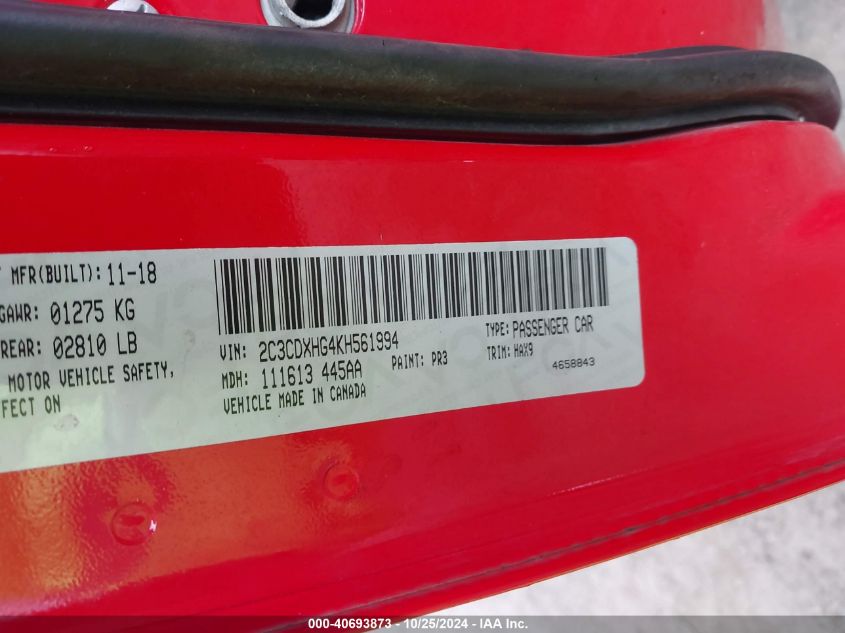 MFR(BUILT): 11-18
GAWR: 01275 KG
REAR: 02810 LB
MOTOR VEHICLE SAFETY,
FECT ON
VIN: 2C3CDXHG4KH561994
TYPE: PASSENGER CAR
MDH: 111613 445AA
PAINT: PR3
TRIM: HAX9
VEHICLE MADE IN CANADA
4658843
000-40693873 - 10/25/2024 - IAA Inc.